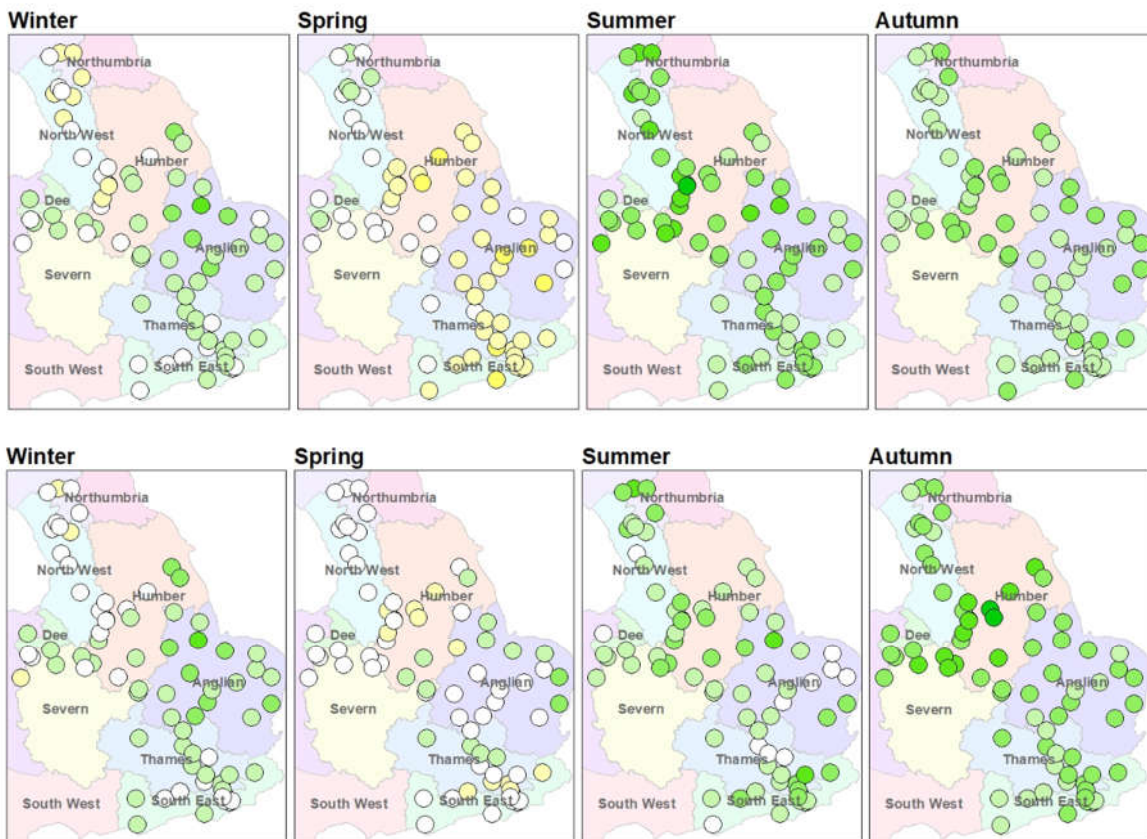 Winter Spring Summer Autumn
Northumbria Northumbria Northumbria Northumbria
North West North West North West North West
Humber Humber Humber Humber
Dee Dee Dee Dee
Anglian Anglian Anglian Anglian
Severn Severn Severn Severn
Thames Thames Thames Thames
South West South East South West South East South West South East South West South East
Winter Spring Summer Autumn
Northumbria Northumbria Northumbria Northumbria
North West North West North West North West
Humber Humber Humber Humber
Dee Dee Dee Dee
Anglian Anglian Anglian Anglian
Severn Severn Severn Severn
Thames Thames Thames Thames
South West South East South West South East South West South East South West South East